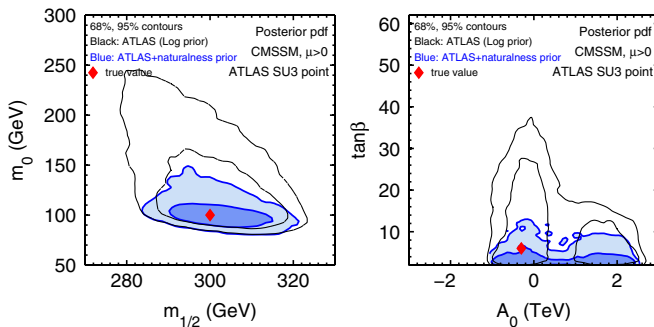 300
250
200
150
100
50
m0 (GeV)
68%, 95% contours
Black: ATLAS (Log prior)
Blue: ATLAS+naturalness prior
true value
Posterior pdf
CMSSM, μ>0
ATLAS SU3 point
280 300 320
m1/2 (GeV)
60
50
40
30
20
10
tanβ
68%, 95% contours
Black: ATLAS (Log prior)
Blue: ATLAS+naturalness prior
true value
Posterior pdf
CMSSM, μ>0
ATLAS SU3 point
−2 0 2
A0 (TeV)